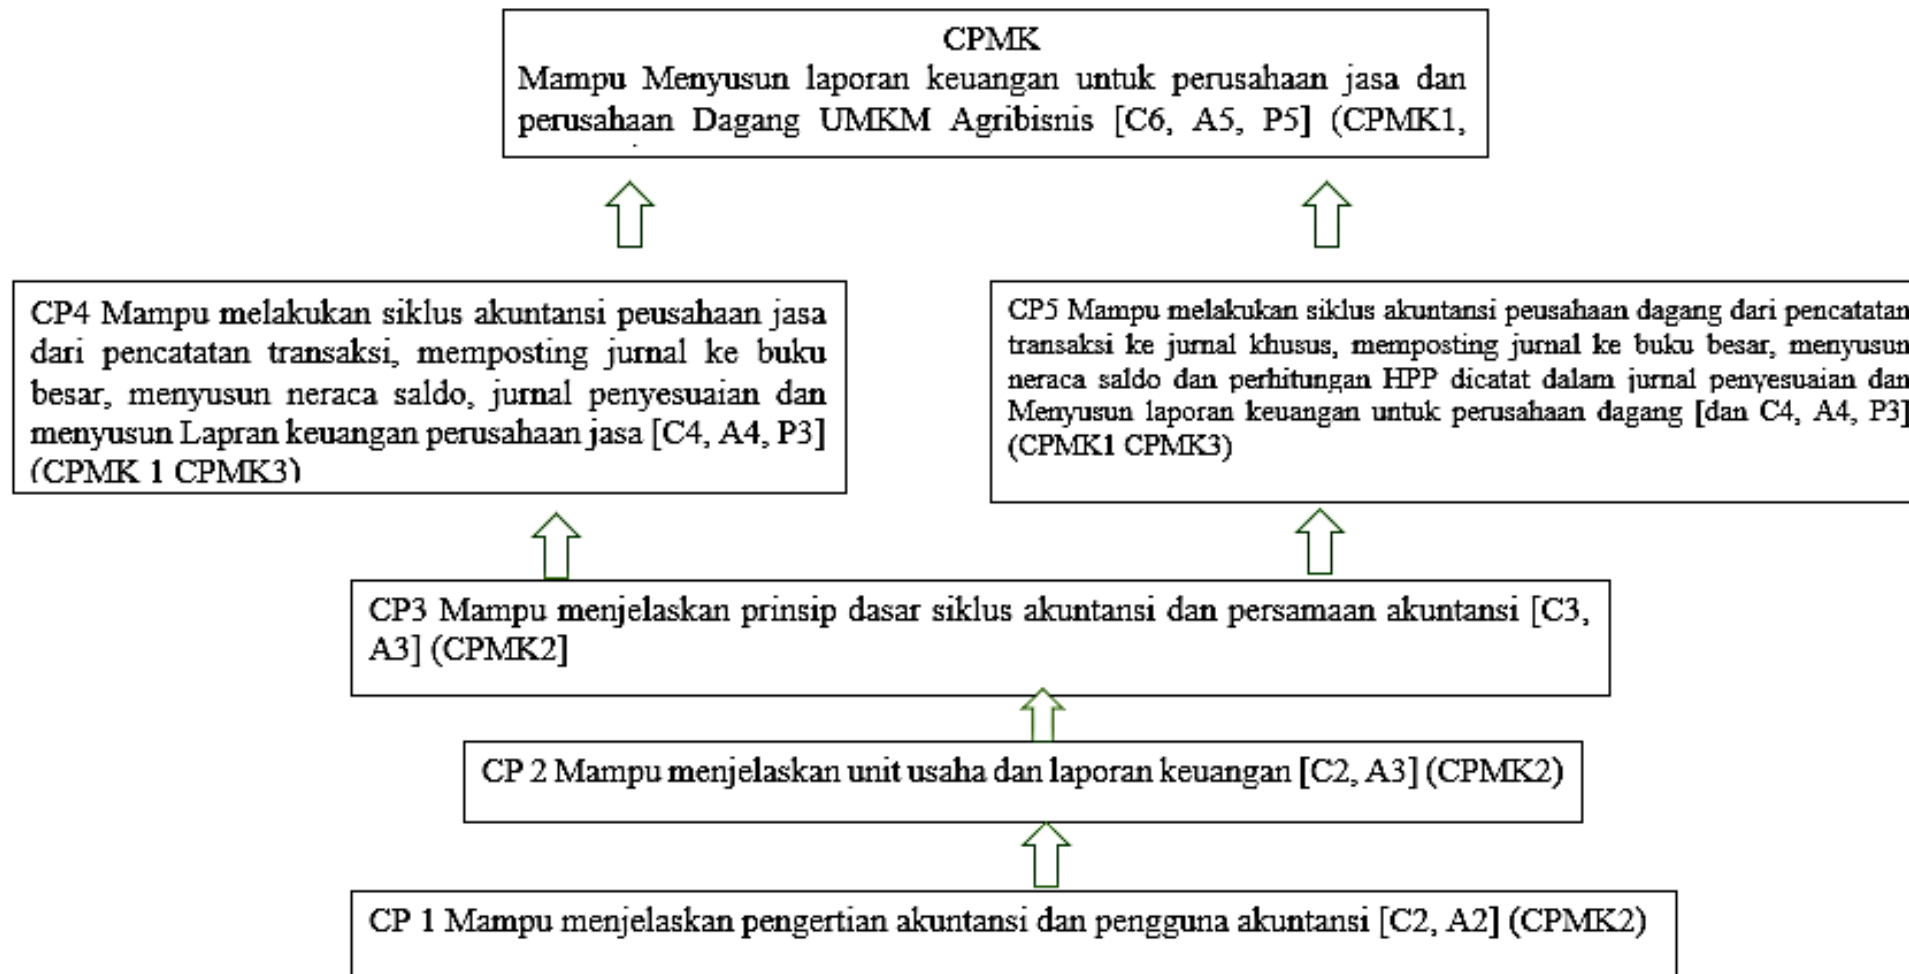 CPMK
Mampu Menyusun laporan keuangan untuk perusahaan jasa dan
perusahaan Dagang UMKM Agribisnis [C6, A5, P5] (CPMK1,
CP4 Mampu melakukan siklus akuntansi peusahaan jasa
dari pencatatan transaksi, memposting jurnal ke buku
besar, menyusun neraca saldo, jurnal penyesuaian dan
menyusun Lapran keuangan perusahaan jasa [C4, A4, P3]
(CPMK 1 CPMK3)
CP5 Mampu melakukan siklus akuntansi peusahaan dagang dari pencatatan
transaksi ke jurnal khusus, memposting jurnal ke buku besar, menyusun
neraca saldo dan perhitungan HPP dicatat dalam jurnal penyesuaian dan
Menyusun laporan keuangan untuk perusahaan dagang [dan C4, A4, P3]
(CPMK1 CPMK3)
CP3 Mampu menjelaskan prinsip dasar siklus akuntansi dan persamaan akuntansi [C3,
A3] (CPMK2]
CP 2 Mampu menjelaskan unit usaha dan laporan keuangan [C2, A3] (CPMK2)
CP 1 Mampu menjelaskan pengertian akuntansi dan pengguna akuntansi [C2, A2] (CPMK2)